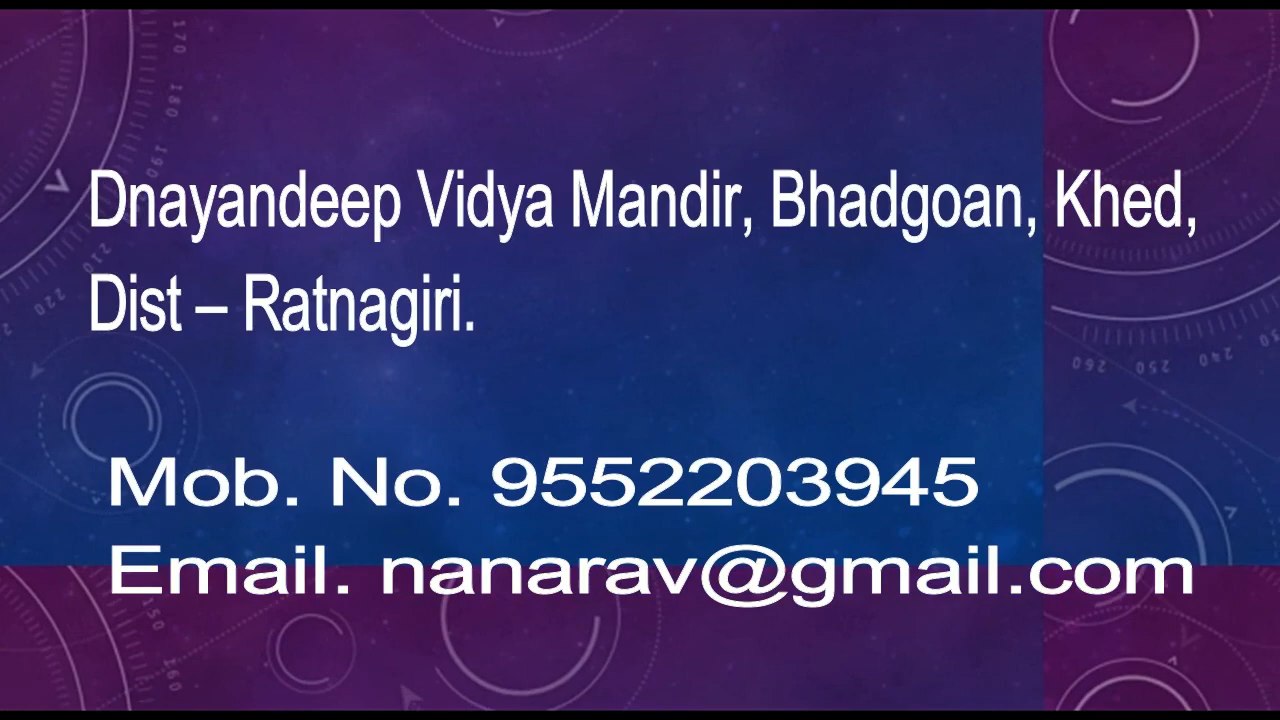 Dnayandeep Vidya Mandir, Bhadgoan, Khed,
Dist – Ratnagiri.
Mob. No. 9552203945
Email. nanarav@gmail.com